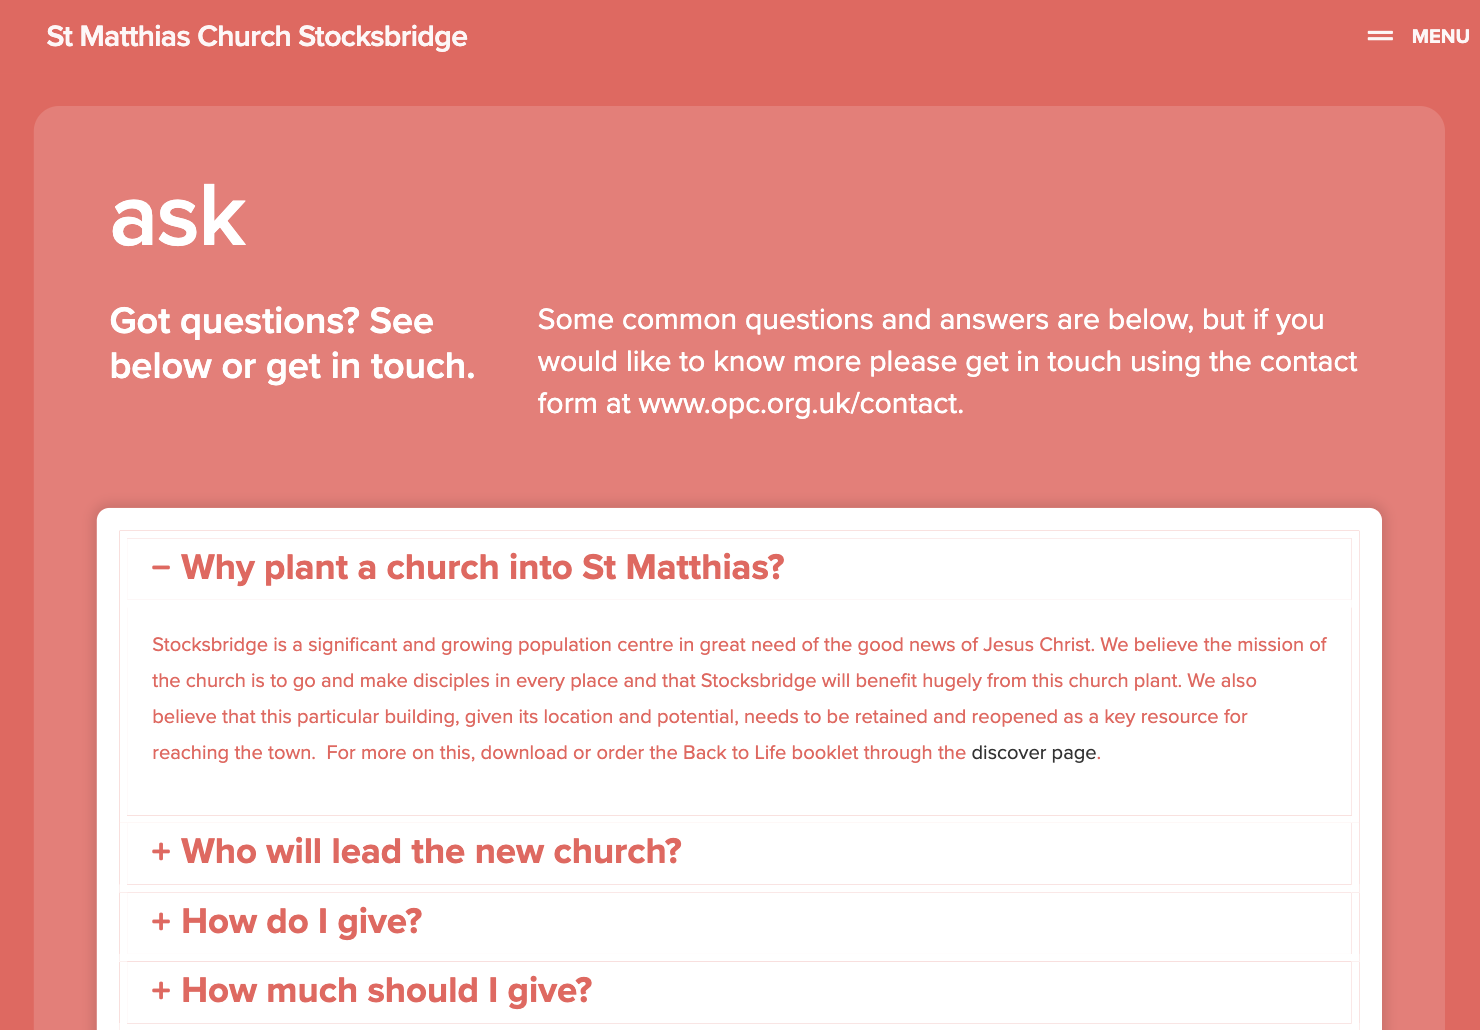 St Matthias Church Stocksbridge
MENU
ask
Got questions? See
below or get in touch.
Some common questions and answers are below, but if you
would like to know more please get in touch using the contact
form at www.opc.org.uk/contact.
− Why plant a church into St Matthias?
Stocksbridge is a significant and growing population centre in great need of the good news of Jesus Christ. We believe the mission of
the church is to go and make disciples in every place and that Stocksbridge will benefit hugely from this church plant. We also
believe that this particular building, given its location and potential, needs to be retained and reopened as a key resource for
reaching the town.  For more on this, download or order the Back to Life booklet through the discover page.
+ Who will lead the new church?
+ How do I give?
+ How much should I give?